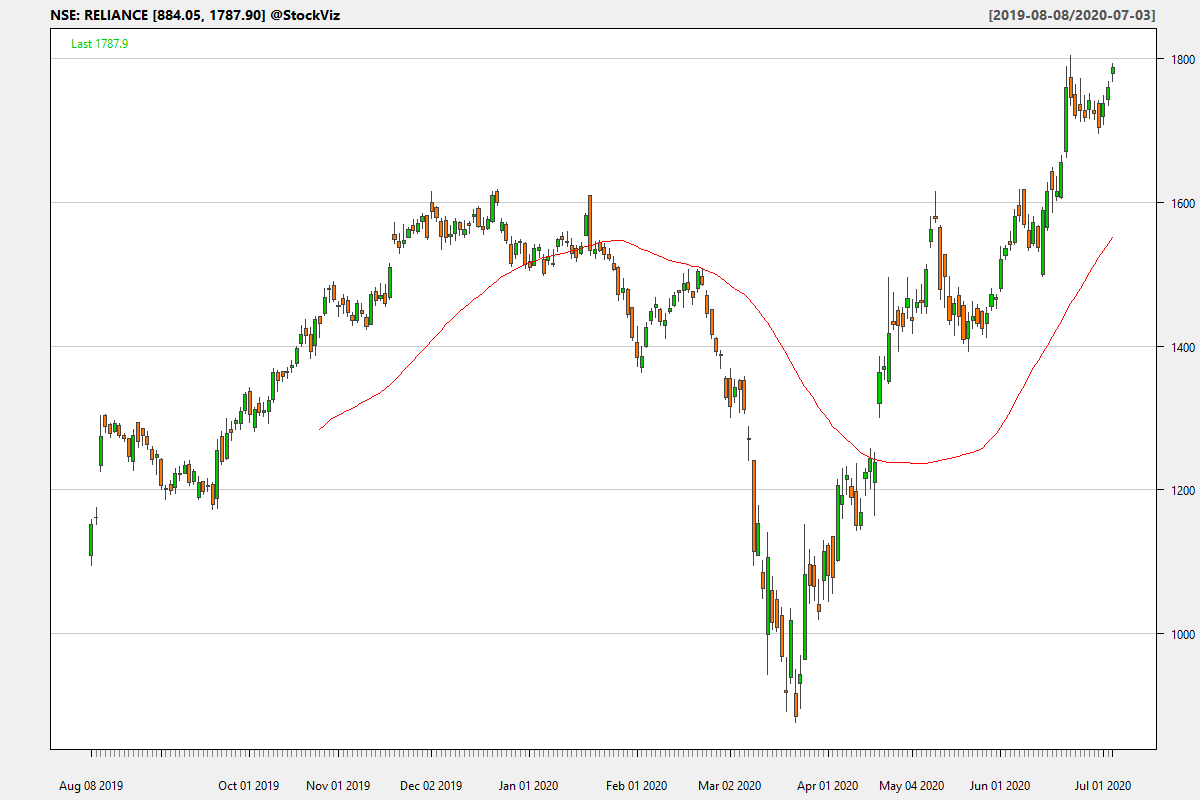 NSE: RELIANCE [884.05, 1787.90] @StockViz
[2019-08-08/2020-07-03]
Last 1787.9
1800
1600
1400
1200
1000
Aug 08 2019 Oct 01 2019 Nov 01 2019 Dec 02 2019 Jan 01 2020 Feb 01 2020 Mar 02 2020 Apr 01 2020 May 04 2020 Jun 01 2020 Jul 01 2020